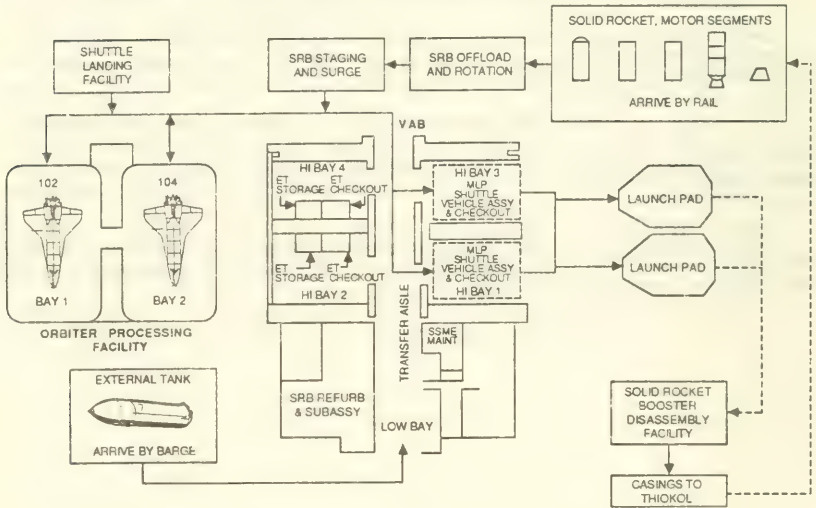 SHUTTLE
LANDING
FACILITY
SRB STAGING
AND SURGE
SRB OFFLOAD
AND ROTATION
SOLID ROCKET, MOTOR SEGMENTS
ARRIVE BY RAIL
VAB
102
BAY 1
104
BAY 2
ORBITER PROCESSING
FACILITY
HI BAY 4
ET ET
STORAGE CHECKOUT
ET ET
STORAGE CHECKOUT
HI BAY 2
HI BAY 3
MLP
SHUTTLE
VEHICLE ASSY
& CHECKOUT
MLP
SHUTTLE
VEHICLE ASSY
& CHECKOUT
HI BAY 1
LAUNCH PAD
LAUNCH PAD
TRANSFER AISLE
SSME
MAINT
SRB REFURB
& SUBASSY
LOW BAY
EXTERNAL TANK
ARRIVE BY BARGE
SOLID ROCKET
BOOSTER
DISASSEMBLY
FACILITY
CASINGS TO
THIOKOL